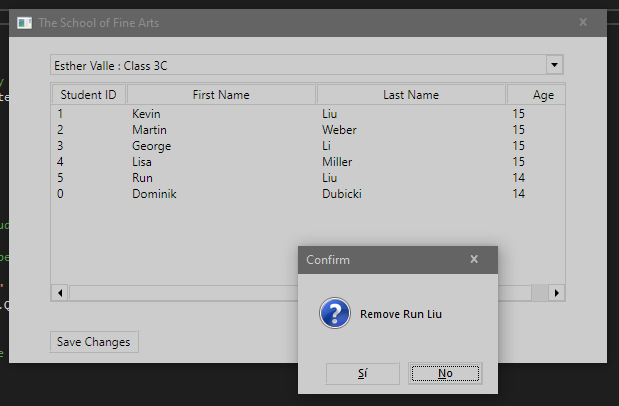 The School of Fine Arts
Esther Valle : Class 3C
Student ID First Name Last Name Age
1 Kevin Liu 15
2 Martin Weber 15
3 George Li 15
4 Lisa Miller 15
5 Run Liu 14
0 Dominik Dubicki 14
Confirm
Remove Run Liu
Sí No
Save Changes